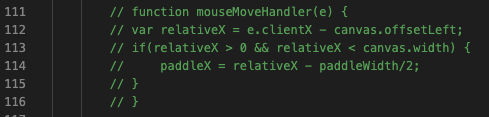 111 // function mouseMoveHandler(e) {
112 // var relativeX = e.clientX - canvas.offsetLeft;
113 // if(relativeX > 0 && relativeX < canvas.width) {
114 //     paddleX = relativeX - paddleWidth/2;
115 // }
116 // }